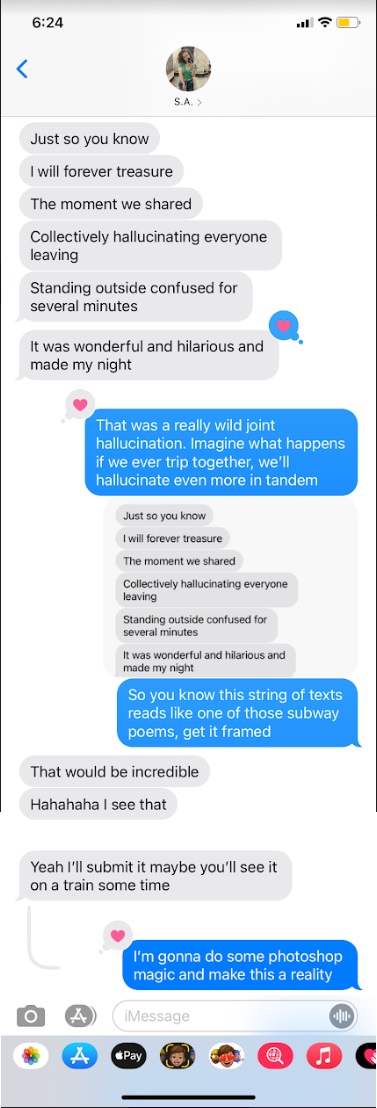 6:24
S.A.
Just so you know
I will forever treasure
The moment we shared
Collectively hallucinating everyone
leaving
Standing outside confused for
several minutes
It was wonderful and hilarious and
made my night
That was a really wild joint
hallucination. Imagine what happens
if we ever trip together, we’ll
hallucinate even more in tandem
Just so you know
I will forever treasure
The moment we shared
Collectively hallucinating everyone
leaving
Standing outside confused for
several minutes
It was wonderful and hilarious and
made my night
So you know this string of texts
reads like one of those subway
poems, get it framed
That would be incredible
Hahahaha I see that
Yeah I’ll submit it maybe you’ll see it
on a train some time
I’m gonna do some photoshop
magic and make this a reality
iMessage
Pay